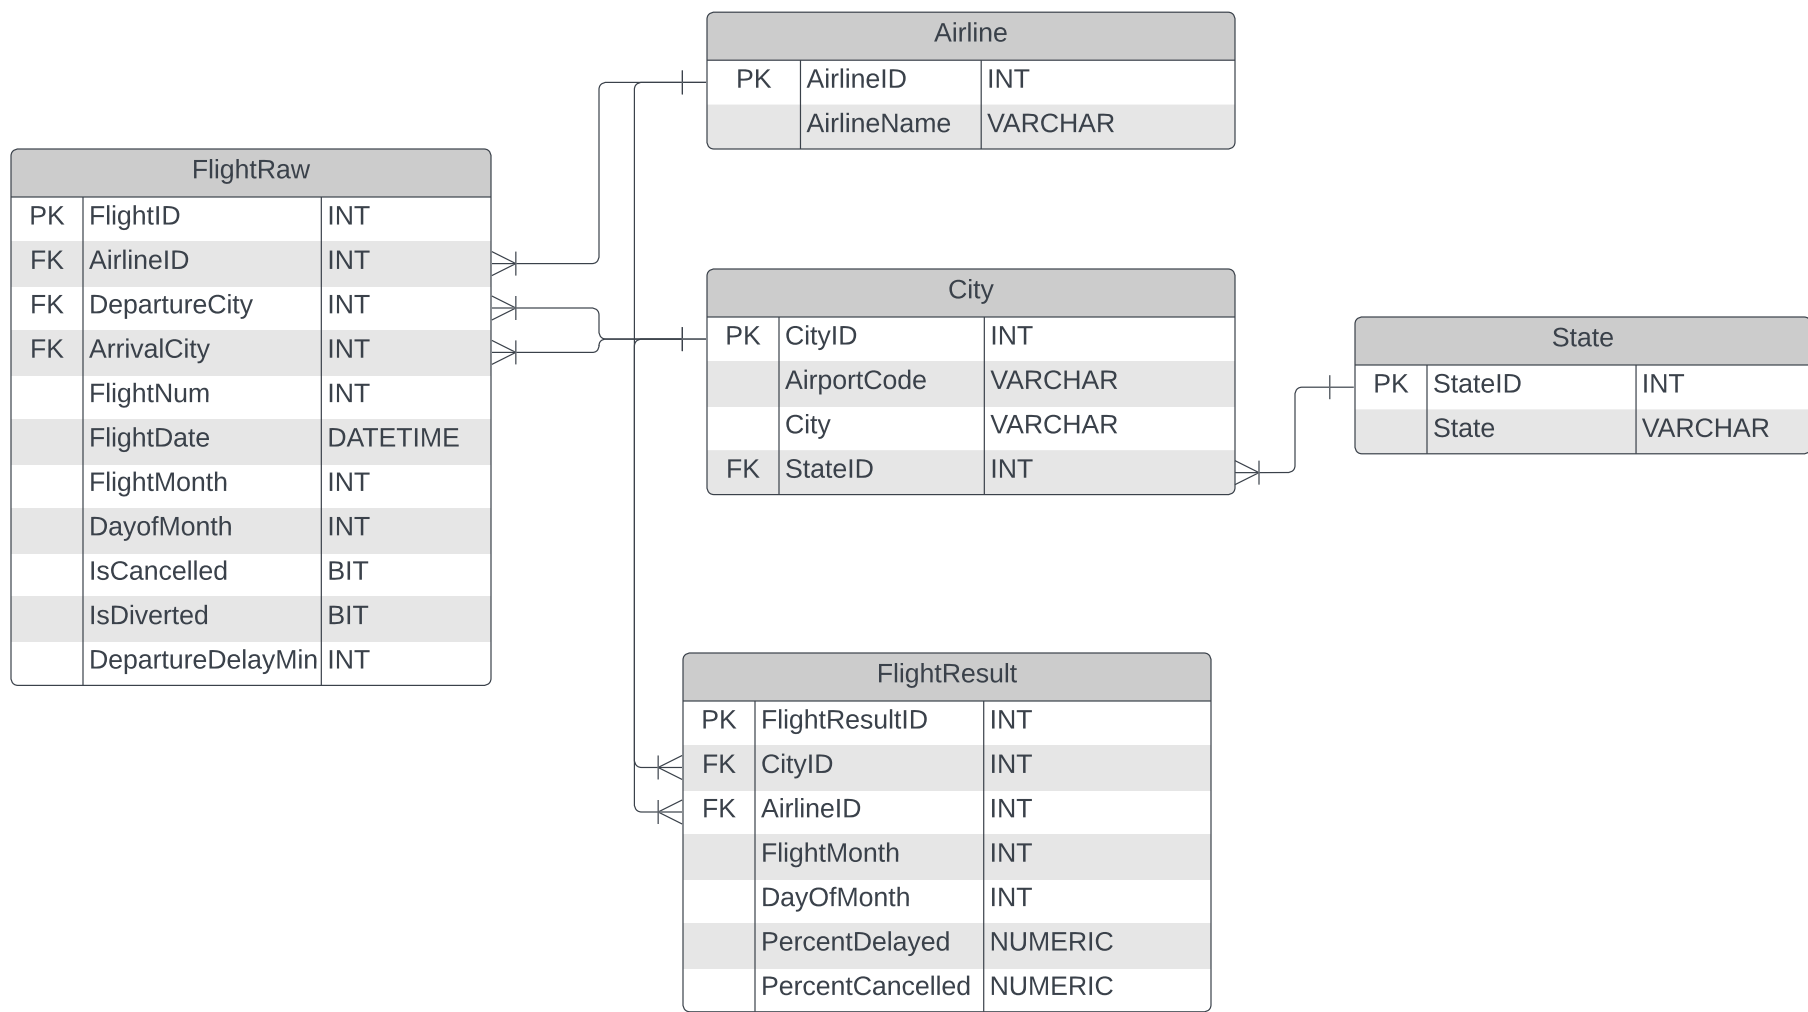 Airline
PK AirlineID INT
AirlineName VARCHAR
FlightRaw
PK FlightID INT
FK AirlineID INT
FK DepartureCity INT
FK ArrivalCity INT
FlightNum INT
FlightDate DATETIME
FlightMonth INT
DayofMonth INT
IsCancelled BIT
IsDiverted BIT
DepartureDelayMin INT
City
PK CityID INT
AirportCode VARCHAR
City VARCHAR
FK StateID INT
State
PK StateID INT
State VARCHAR
FlightResult
PK FlightResultID INT
FK CityID INT
FK AirlineID INT
FlightMonth INT
DayOfMonth INT
PercentDelayed NUMERIC
PercentCancelled NUMERIC